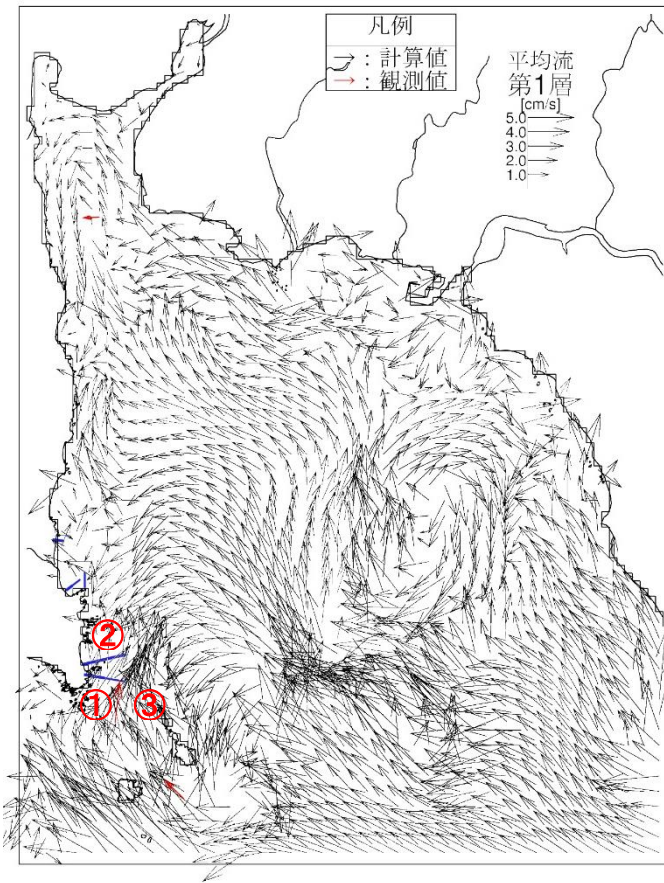 凡例
→ : 計算値
→ : 観測値
平均流
第1層
[cm/s]
5.0
4.0
3.0
2.0
1.0
②
① ③